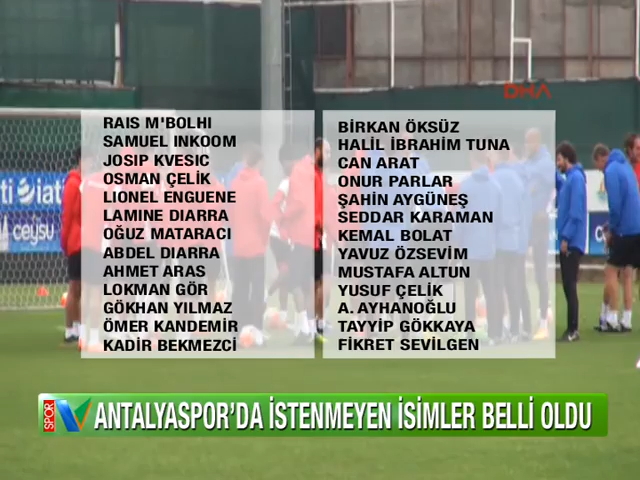 DHA
RAIS M'BOLHI
SAMUEL INKOOM
JOSIP KVESIC
OSMAN ÇELİK
LIONEL ENGUENE
LAMINE DIARRA
OĞUZ MATARACI
ABDEL DIARRA
AHMET ARAS
LOKMAN GÖR
GÖKHAN YILMAZ
ÖMER KANDEMİR
KADİR BEKMEZCİ
BİRKAN ÖKSÜZ
HALİL İBRAHİM TUNA
CAN ARAT
ONUR PARLAR
ŞAHİN AYGÜNEŞ
SEDDAR KARAMAN
KEMAL BOLAT
YAVUZ ÖZSEVİM
MUSTAFA ALTUN
YUSUF ÇELİK
A. AYHANOĞLU
TAYYİP GÖKKAYA
FİKRET SEVİLGEN
SPOR
ANTALYASPOR'DA İSTENMEYEN İSİMLER BELLİ OLDU